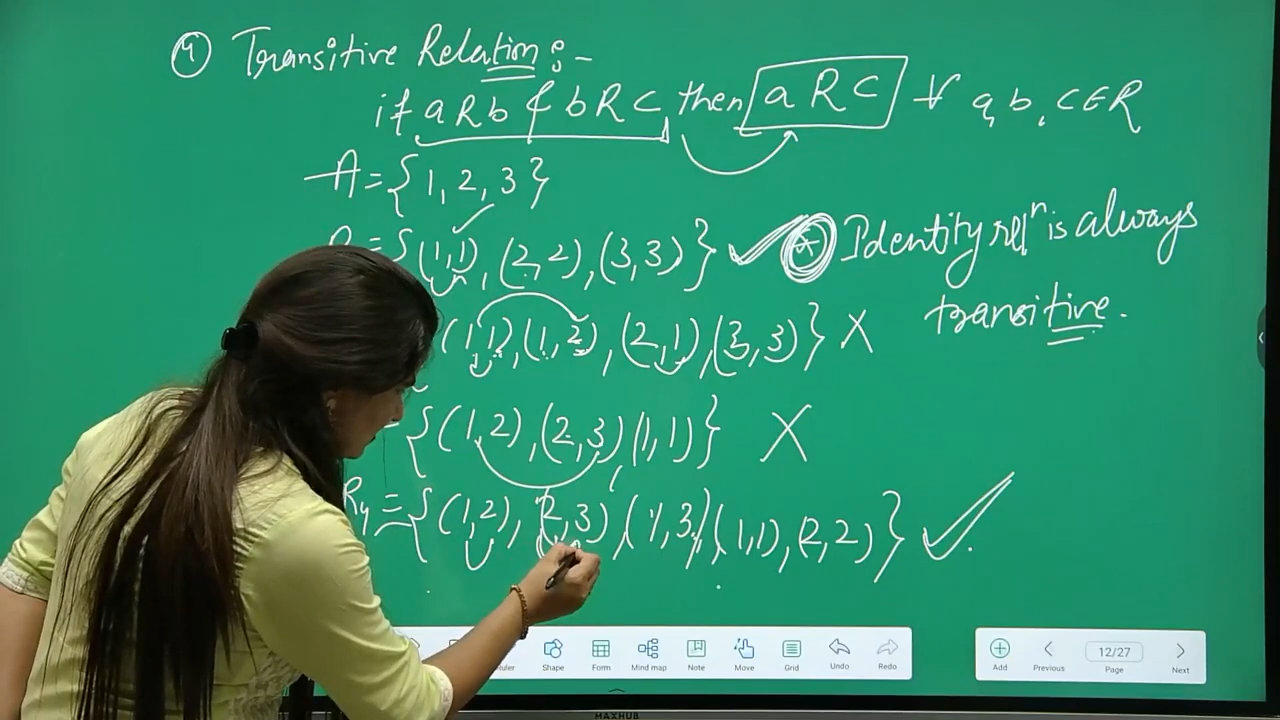 ④ Transitive Relation :-
if aRb & bRc, then aRc ∀ a, b, c ∈ R
A = {1, 2, 3}
= {(1,1), (2,2), (3,3)} ✓ * Identity relⁿ is always
transitive.
(1,1), (1,2), (2,1), (3,3)} X
= {(1,2), (2,3) (1,1)} X
R₄ = {(1,2), (2,3), (1,3), (1,1), (2,2)} ✓
Shape Form Mind map Note Move Grid Undo Redo Add Previous 12/27 Page Next
MAXHUB